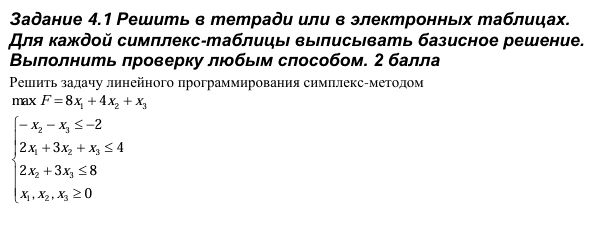 Задание 4.1 Решить в тетради или в электронных таблицах.
Для каждой симплекс-таблицы выписывать базисное решение.
Выполнить проверку любым способом. 2 балла
Решить задачу линейного программирования симплекс-методом
max F = 8x₁ + 4x₂ + x₃
− x₂ − x₃ ≤ −2
2x₁ + 3x₂ + x₃ ≤ 4
2x₂ + 3x₃ ≤ 8
x₁, x₂, x₃ ≥ 0